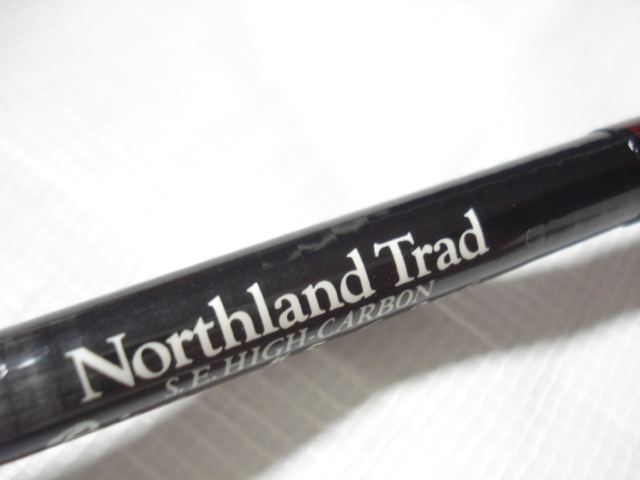 Northland Trad
S.E. HIGH-CARBON